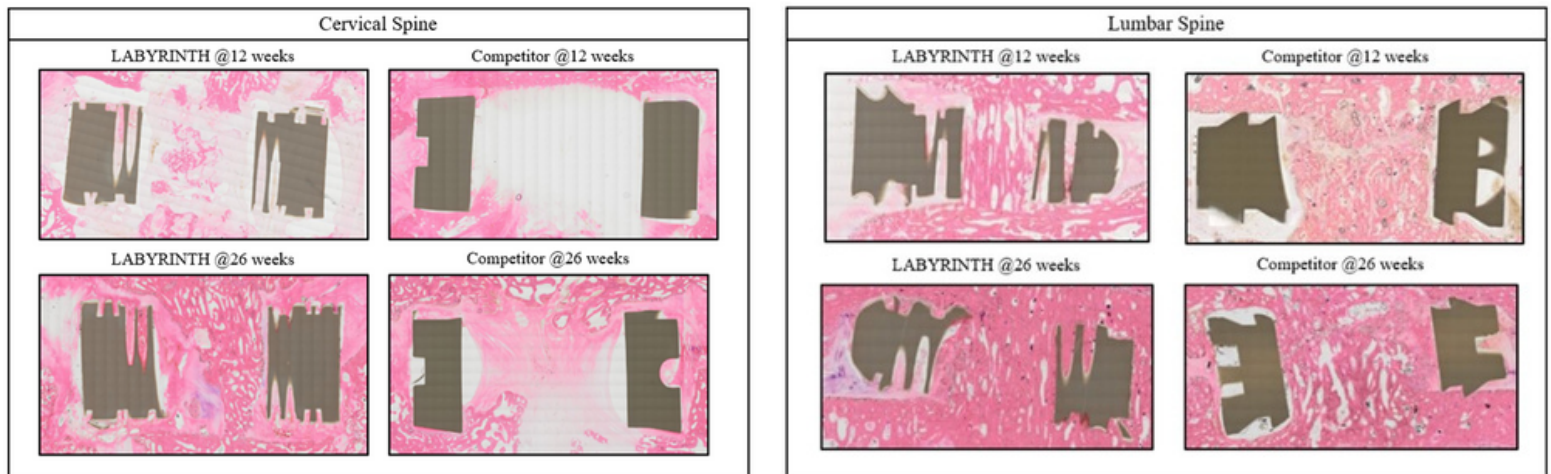 Cervical Spine
LABYRINTH @12 weeks
Competitor @12 weeks
LABYRINTH @26 weeks
Competitor @26 weeks
Lumbar Spine
LABYRINTH @12 weeks
Competitor @12 weeks
LABYRINTH @26 weeks
Competitor @26 weeks